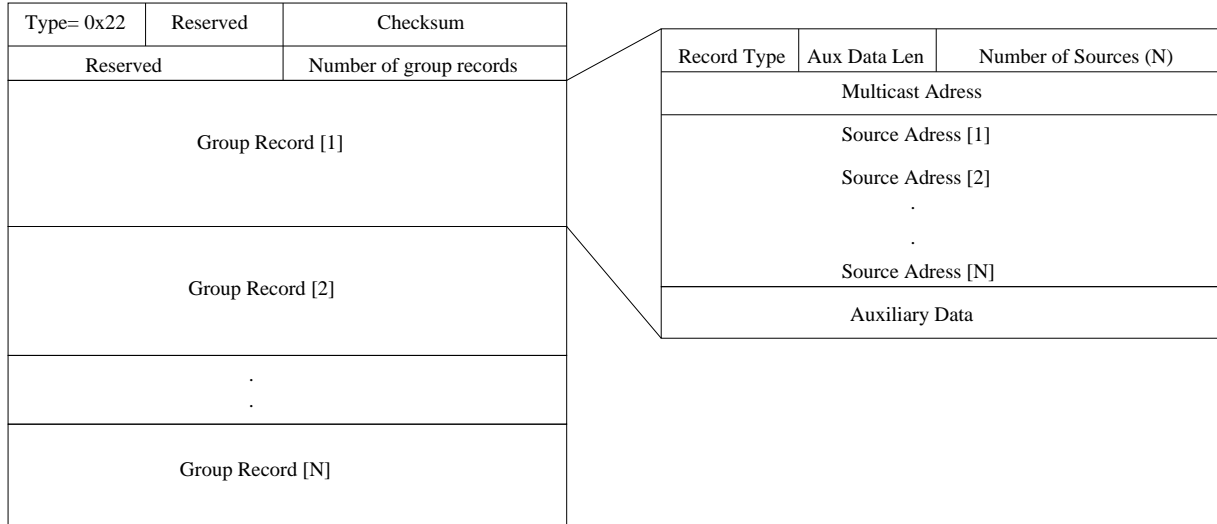 Type= 0x22 Reserved Checksum
Reserved Number of group records
Group Record [1]
Group Record [2]
.
.
Group Record [N]
Record Type Aux Data Len Number of Sources (N)
Multicast Adress
Source Adress [1]
Source Adress [2]
.
.
Source Adress [N]
Auxiliary Data